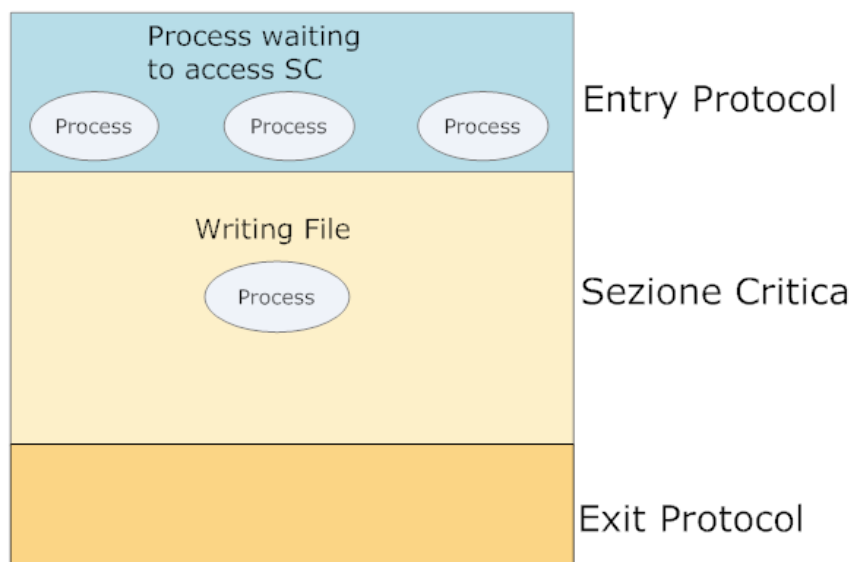 Process waiting
to access SC
Process
Process
Process
Entry Protocol
Writing File
Process
Sezione Critica
Exit Protocol